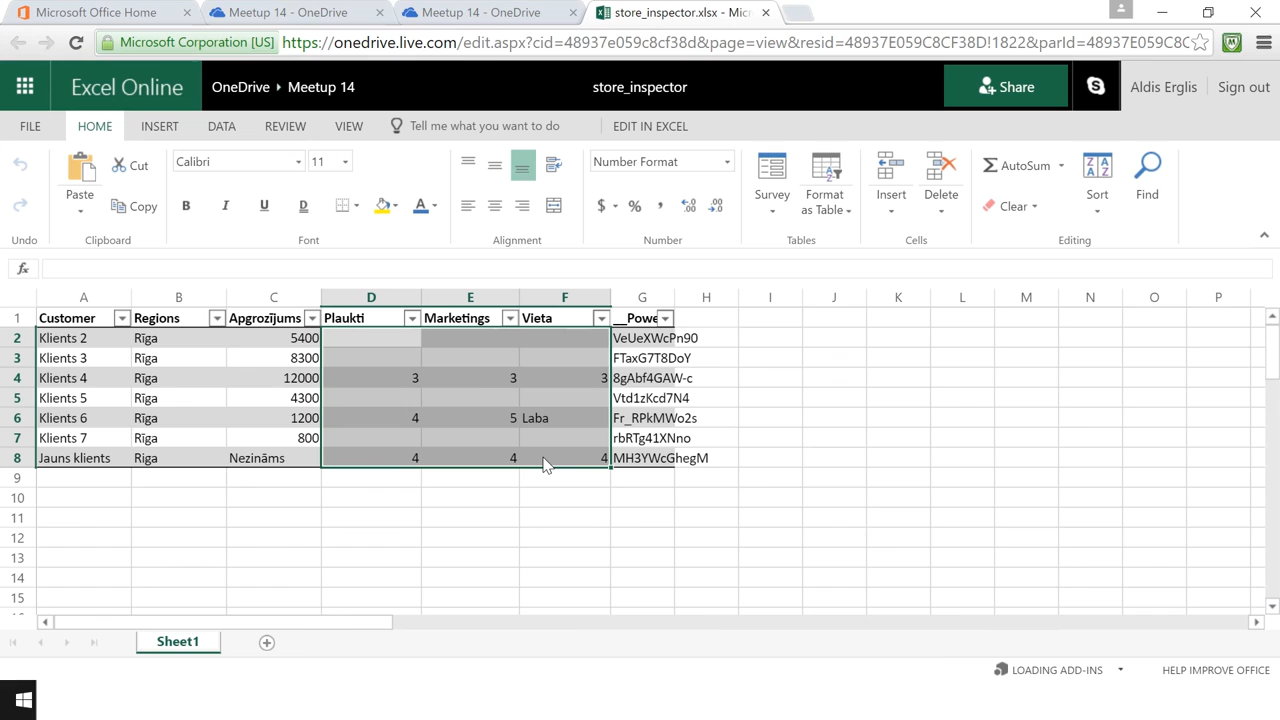 Microsoft Office Home
Meetup 14 - OneDrive
Meetup 14 - OneDrive
store_inspector.xlsx - Mic
Microsoft Corporation [US]
https://onedrive.live.com/edit.aspx?cid=48937e059c8cf38d&page=view&resid=48937E059C8CF38D!1822&parId=48937E059C8C
Excel Online
OneDrive
Meetup 14
store_inspector
Share
Aldis Erglis
Sign out
FILE
HOME
INSERT
DATA
REVIEW
VIEW
Tell me what you want to do
EDIT IN EXCEL
Paste
Cut
Copy
Calibri
11
B I U D
A
Number Format
$ % ,
Survey
Format
as Table
Insert
Delete
AutoSum
Clear
Sort
Find
Undo
Clipboard
Font
Alignment
Number
Tables
Cells
Editing
fx
A B C D E F G H I J K L M N O P
1 Customer Regions Apgrozījums Plaukti Marketings Vieta __Powe
2 Klients 2 Rīga 5400 VeUeXWcPn90
3 Klients 3 Rīga 8300 FTaxG7T8DoY
4 Klients 4 Rīga 12000 3 3 3 8gAbf4GAW-c
5 Klients 5 Rīga 4300 Vtd1zKcd7N4
6 Klients 6 Rīga 1200 4 5 Laba Fr_RPkMWo2s
7 Klients 7 Rīga 800 rbRTg41XNno
8 Jauns klients Riga Nezināms 4 4 4 MH3YWcGhegM
9
10
11
12
13
14
15
Sheet1
LOADING ADD-INS
HELP IMPROVE OFFICE